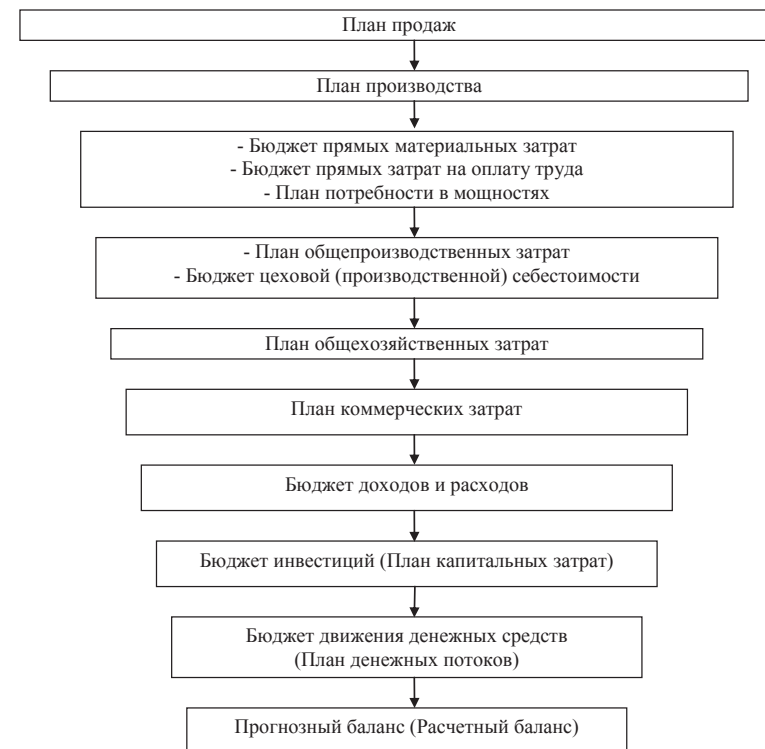 План продаж
План производства
- Бюджет прямых материальных затрат
- Бюджет прямых затрат на оплату труда
- План потребности в мощностях
- План общепроизводственных затрат
- Бюджет цеховой (производственной) себестоимости
План общехозяйственных затрат
План коммерческих затрат
Бюджет доходов и расходов
Бюджет инвестиций (План капитальных затрат)
Бюджет движения денежных средств
(План денежных потоков)
Прогнозный баланс (Расчетный баланс)